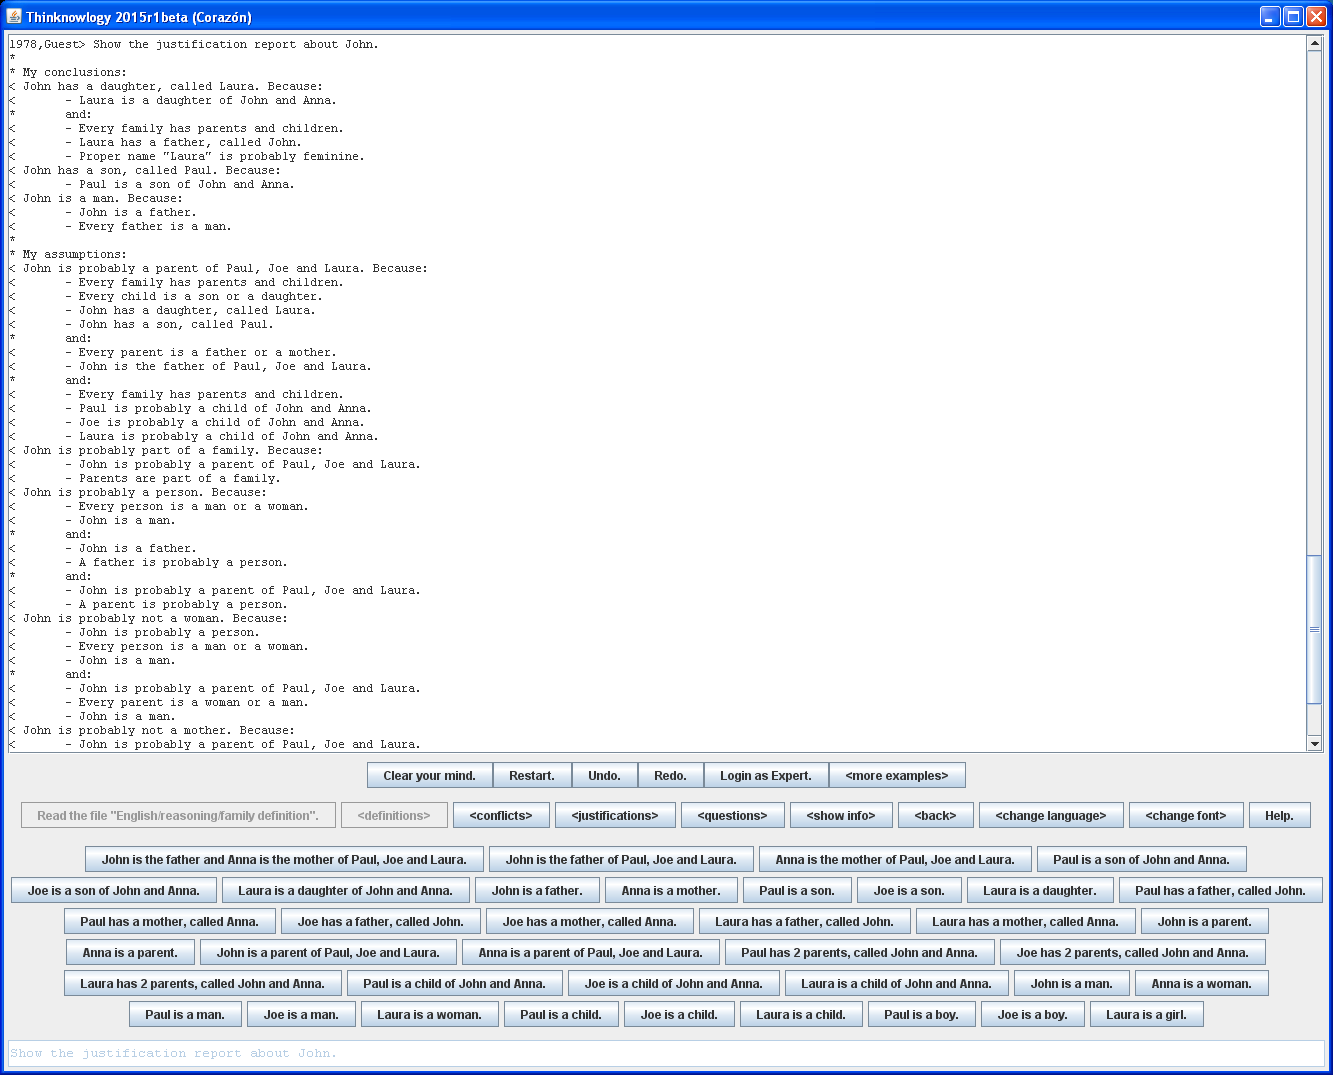 Thinknowlogy 2015r1beta (Corazón)
1978,Guest> Show the justification report about John.
*
* My conclusions:
< John has a daughter, called Laura. Because:
<       - Laura is a daughter of John and Anna.
*       and:
<       - Every family has parents and children.
<       - Laura has a father, called John.
<       - Proper name "Laura" is probably feminine.
< John has a son, called Paul. Because:
<       - Paul is a son of John and Anna.
< John is a man. Because:
<       - John is a father.
<       - Every father is a man.
*
* My assumptions:
< John is probably a parent of Paul, Joe and Laura. Because:
<       - Every family has parents and children.
<       - Every child is a son or a daughter.
<       - John has a daughter, called Laura.
<       - John has a son, called Paul.
*       and:
<       - Every parent is a father or a mother.
<       - John is the father of Paul, Joe and Laura.
*       and:
<       - Every family has parents and children.
<       - Paul is probably a child of John and Anna.
<       - Joe is probably a child of John and Anna.
<       - Laura is probably a child of John and Anna.
< John is probably part of a family. Because:
<       - John is probably a parent of Paul, Joe and Laura.
<       - Parents are part of a family.
< John is probably a person. Because:
<       - Every person is a man or a woman.
<       - John is a man.
*       and:
<       - John is a father.
<       - A father is probably a person.
*       and:
<       - John is probably a parent of Paul, Joe and Laura.
<       - A parent is probably a person.
< John is probably not a woman. Because:
<       - John is probably a person.
<       - Every person is a man or a woman.
<       - John is a man.
*       and:
<       - John is probably a parent of Paul, Joe and Laura.
<       - Every parent is a woman or a man.
<       - John is a man.
< John is probably not a mother. Because:
<       - John is probably a parent of Paul, Joe and Laura.
Clear your mind. Restart. Undo. Redo. Login as Expert. <more examples>
Read the file "English/reasoning/family definition". <definitions> <conflicts> <justifications> <questions> <show info> <back> <change language> <change font> Help.
John is the father and Anna is the mother of Paul, Joe and Laura. John is the father of Paul, Joe and Laura. Anna is the mother of Paul, Joe and Laura. Paul is a son of John and Anna.
Joe is a son of John and Anna. Laura is a daughter of John and Anna. John is a father. Anna is a mother. Paul is a son. Joe is a son. Laura is a daughter. Paul has a father, called John.
Paul has a mother, called Anna. Joe has a father, called John. Joe has a mother, called Anna. Laura has a father, called John. Laura has a mother, called Anna. John is a parent.
Anna is a parent. John is a parent of Paul, Joe and Laura. Anna is a parent of Paul, Joe and Laura. Paul has 2 parents, called John and Anna. Joe has 2 parents, called John and Anna.
Laura has 2 parents, called John and Anna. Paul is a child of John and Anna. Joe is a child of John and Anna. Laura is a child of John and Anna. John is a man. Anna is a woman.
Paul is a man. Joe is a man. Laura is a woman. Paul is a child. Joe is a child. Laura is a child. Paul is a boy. Joe is a boy. Laura is a girl.
Show the justification report about John.